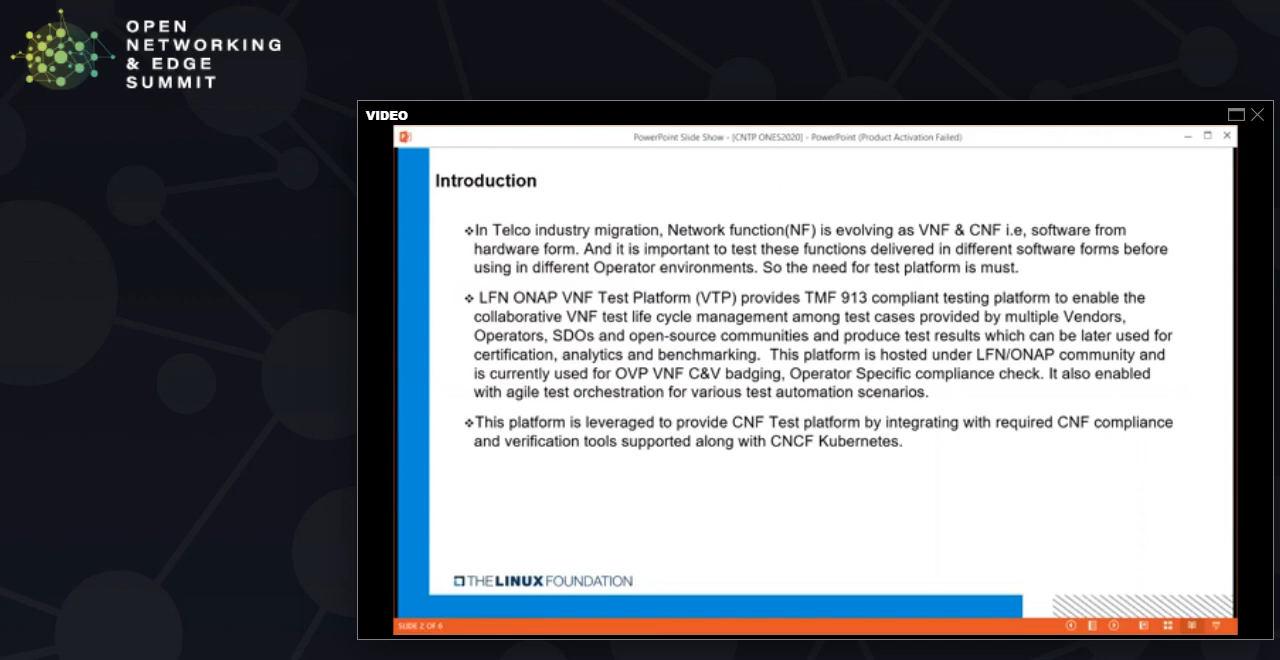 OPEN
NETWORKING
& EDGE
SUMMIT
VIDEO
PowerPoint Slide Show - [CNTP ONES2020] - PowerPoint (Product Activation Failed)
Introduction
❖In Telco industry migration, Network function(NF) is evolving as VNF & CNF i.e, software from
hardware form. And it is important to test these functions delivered in different software forms before
using in different Operator environments. So the need for test platform is must.
❖ LFN ONAP VNF Test Platform (VTP) provides TMF 913 compliant testing platform to enable the
collaborative VNF test life cycle management among test cases provided by multiple Vendors,
Operators, SDOs and open-source communities and produce test results which can be later used for
certification, analytics and benchmarking.  This platform is hosted under LFN/ONAP community and
is currently used for OVP VNF C&V badging, Operator Specific compliance check. It also enabled
with agile test orchestration for various test automation scenarios.
❖This platform is leveraged to provide CNF Test platform by integrating with required CNF compliance
and verification tools supported along with CNCF Kubernetes.
THE LINUX FOUNDATION
SLIDE 2 OF 6